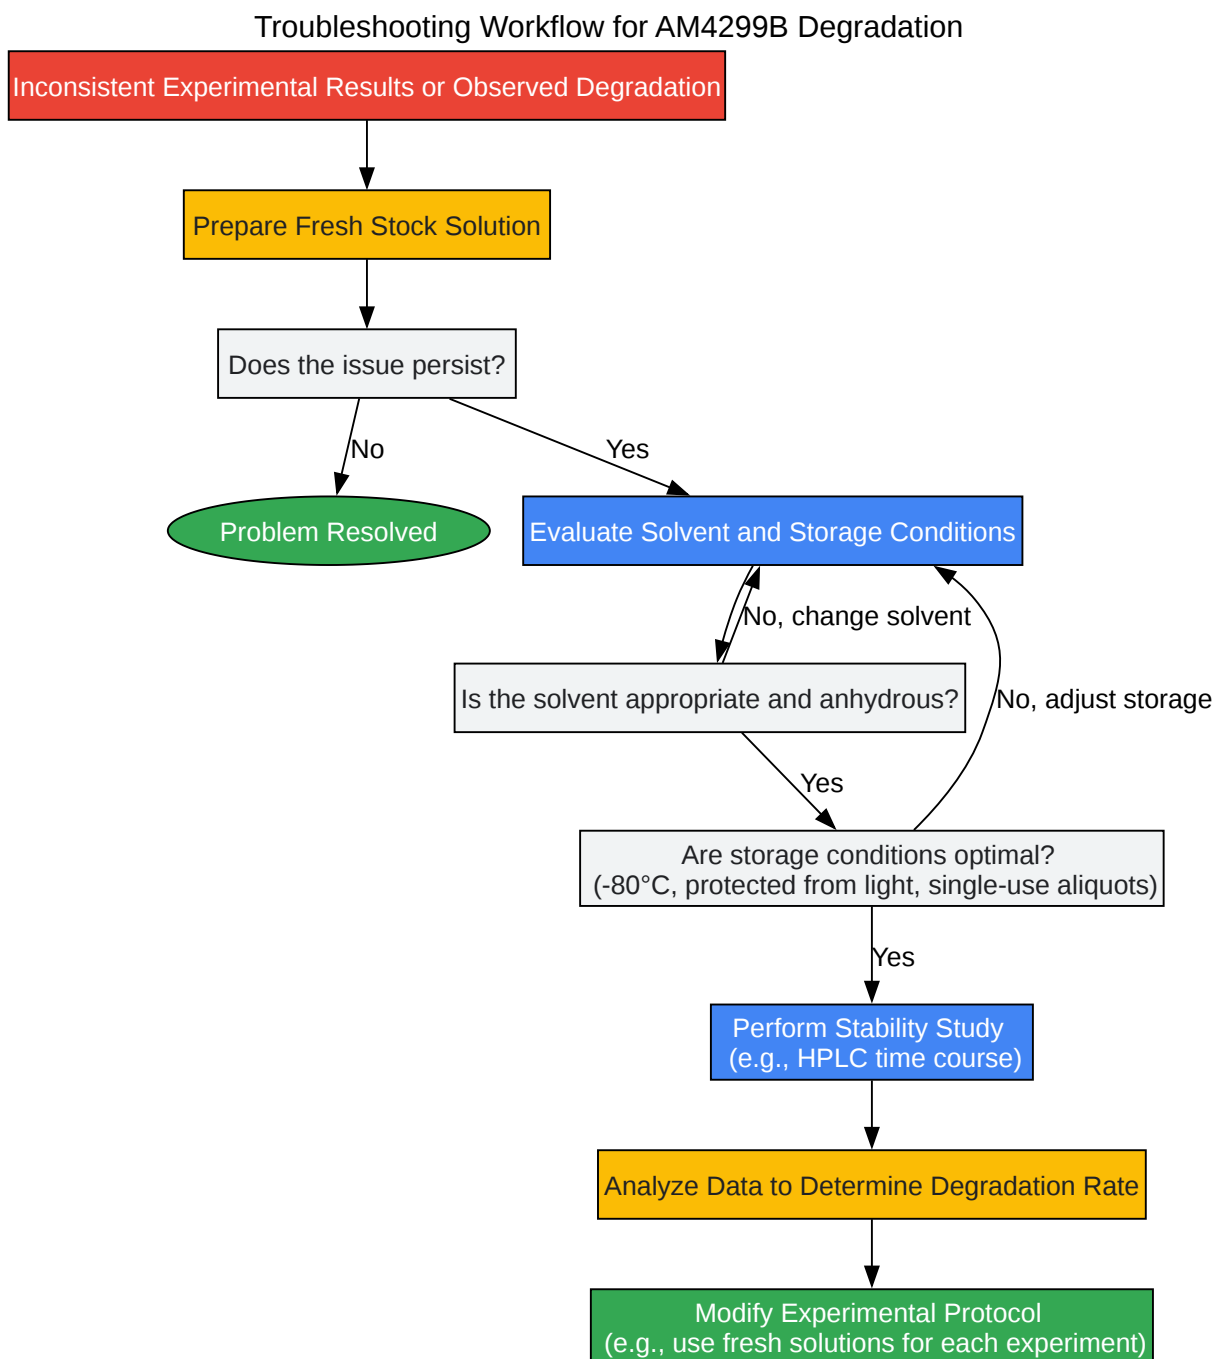 Troubleshooting Workflow for AM4299B Degradation
Inconsistent Experimental Results or Observed Degradation
Prepare Fresh Stock Solution
Does the issue persist?
No
Yes
Problem Resolved
Evaluate Solvent and Storage Conditions
No, change solvent
Is the solvent appropriate and anhydrous?
No, adjust storage
Yes
Are storage conditions optimal?
(-80°C, protected from light, single-use aliquots)
Yes
Perform Stability Study
(e.g., HPLC time course)
Analyze Data to Determine Degradation Rate
Modify Experimental Protocol
(e.g., use fresh solutions for each experiment)